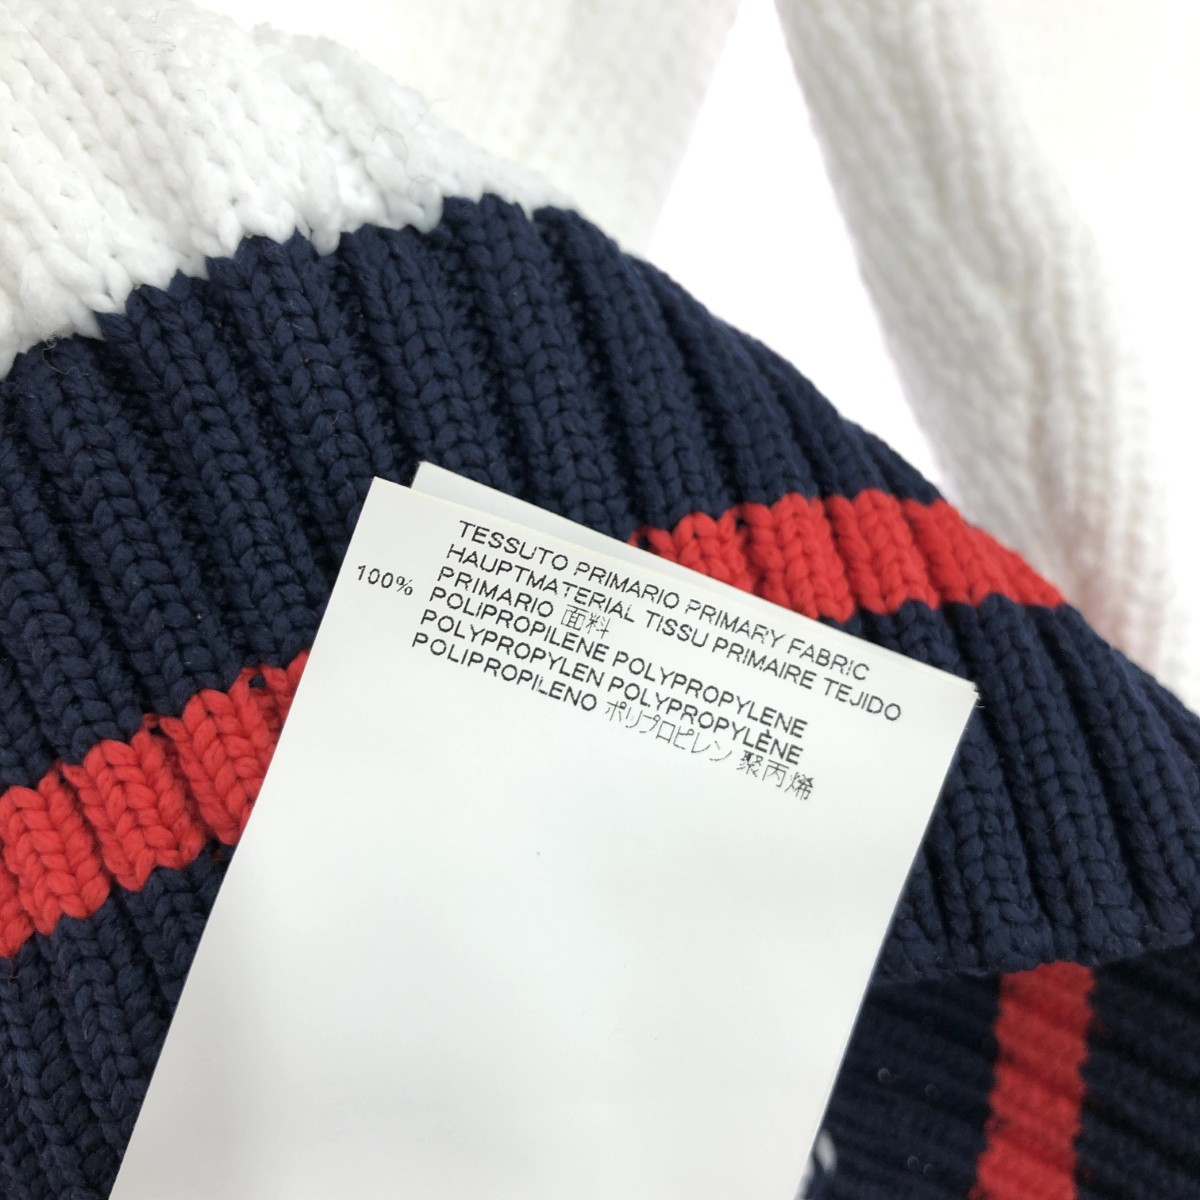 TESSUTO PRIMARIO PRIMARY FABRIC
HAUPTMATERIAL TISSU PRIMAIRE TEJIDO
100% PRIMARIO 面料
POLIPROPILENE POLYPROPYLENE
POLYPROPYLEN POLYPROPYLÈNE
POLIPROPILENO ポリプロピレン 聚丙烯